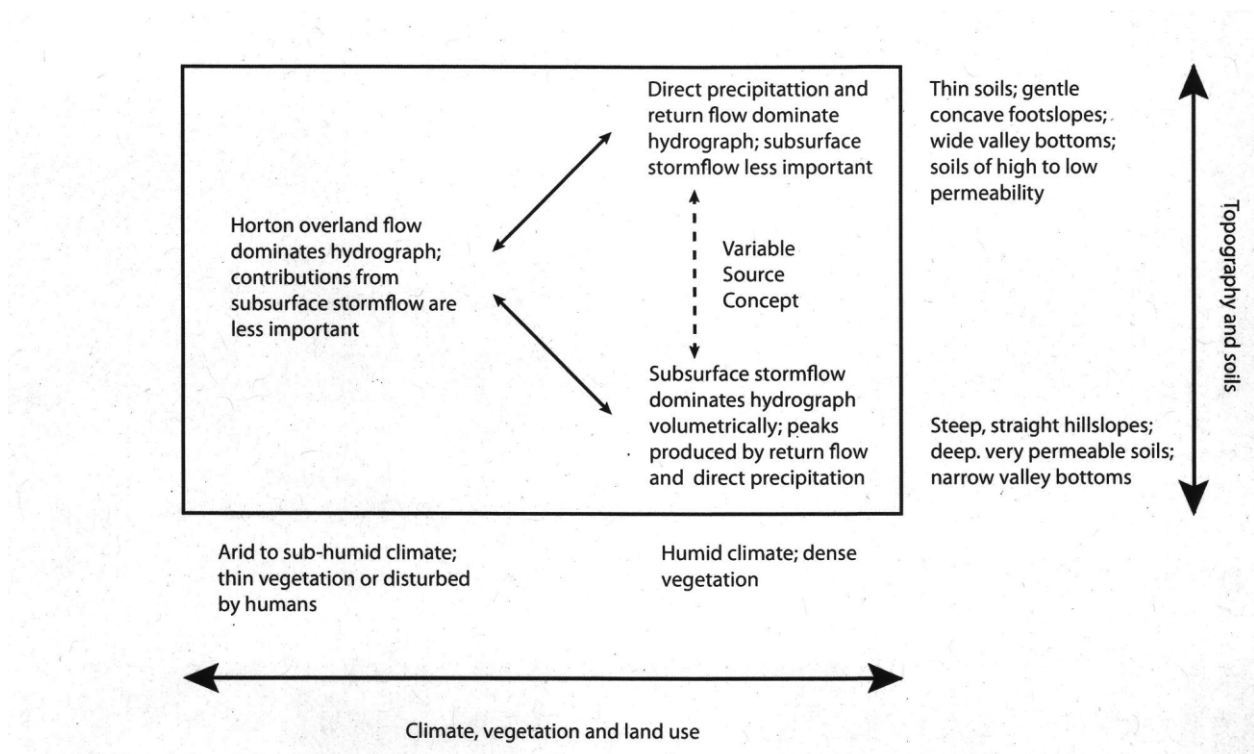 Direct precipitattion and
return flow dominate
hydrograph; subsurface
stormflow less important
Thin soils; gentle
concave footslopes;
wide valley bottoms;
soils of high to low
permeability
Horton overland flow
dominates hydrograph;
contributions from
subsurface stormflow are
less important
Variable
Source
Concept
Topography and soils
Subsurface stormflow
dominates hydrograph
volumetrically; peaks
produced by return flow
and direct precipitation
Steep, straight hillslopes;
deep. very permeable soils;
narrow valley bottoms
Arid to sub-humid climate;
thin vegetation or disturbed
by humans
Humid climate; dense
vegetation
Climate, vegetation and land use